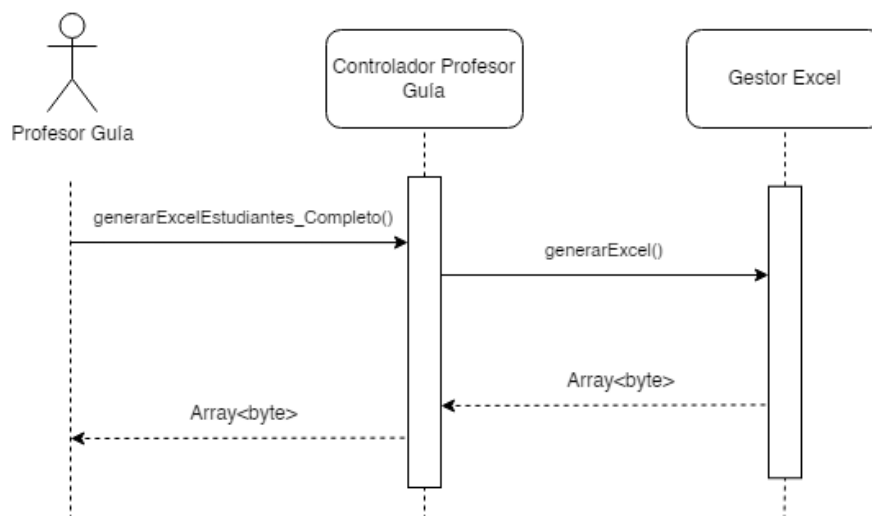 Controlador Profesor
Guía
Gestor Excel
Profesor Guía
generarExcelEstudiantes_Completo()
generarExcel()
Array<byte>
Array<byte>